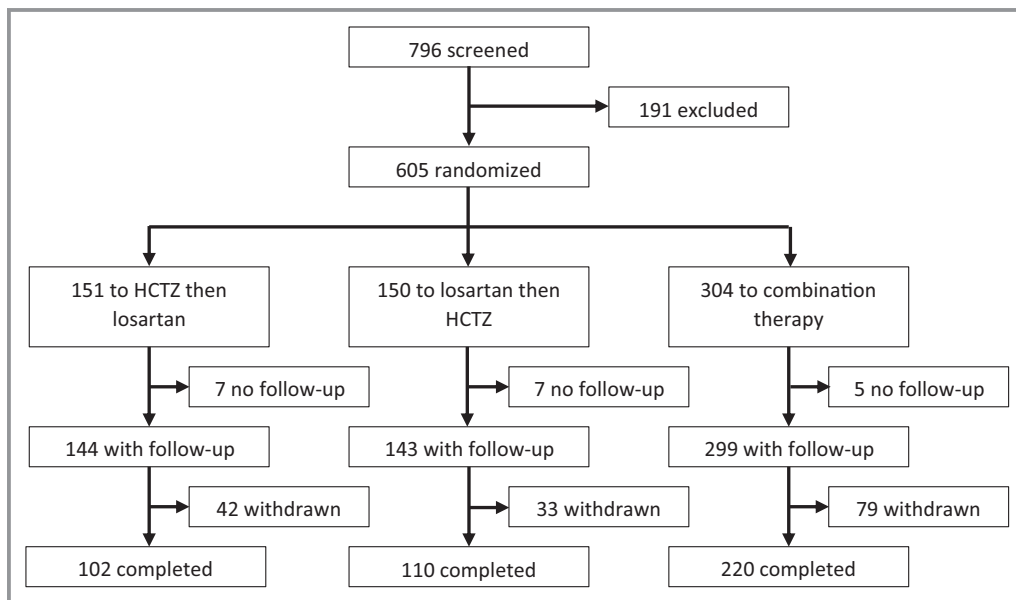 796 screened
191 excluded
605 randomized
151 to HCTZ then
losartan
150 to losartan then
HCTZ
304 to combination
therapy
7 no follow-up
7 no follow-up
5 no follow-up
144 with follow-up
143 with follow-up
299 with follow-up
42 withdrawn
33 withdrawn
79 withdrawn
102 completed
110 completed
220 completed